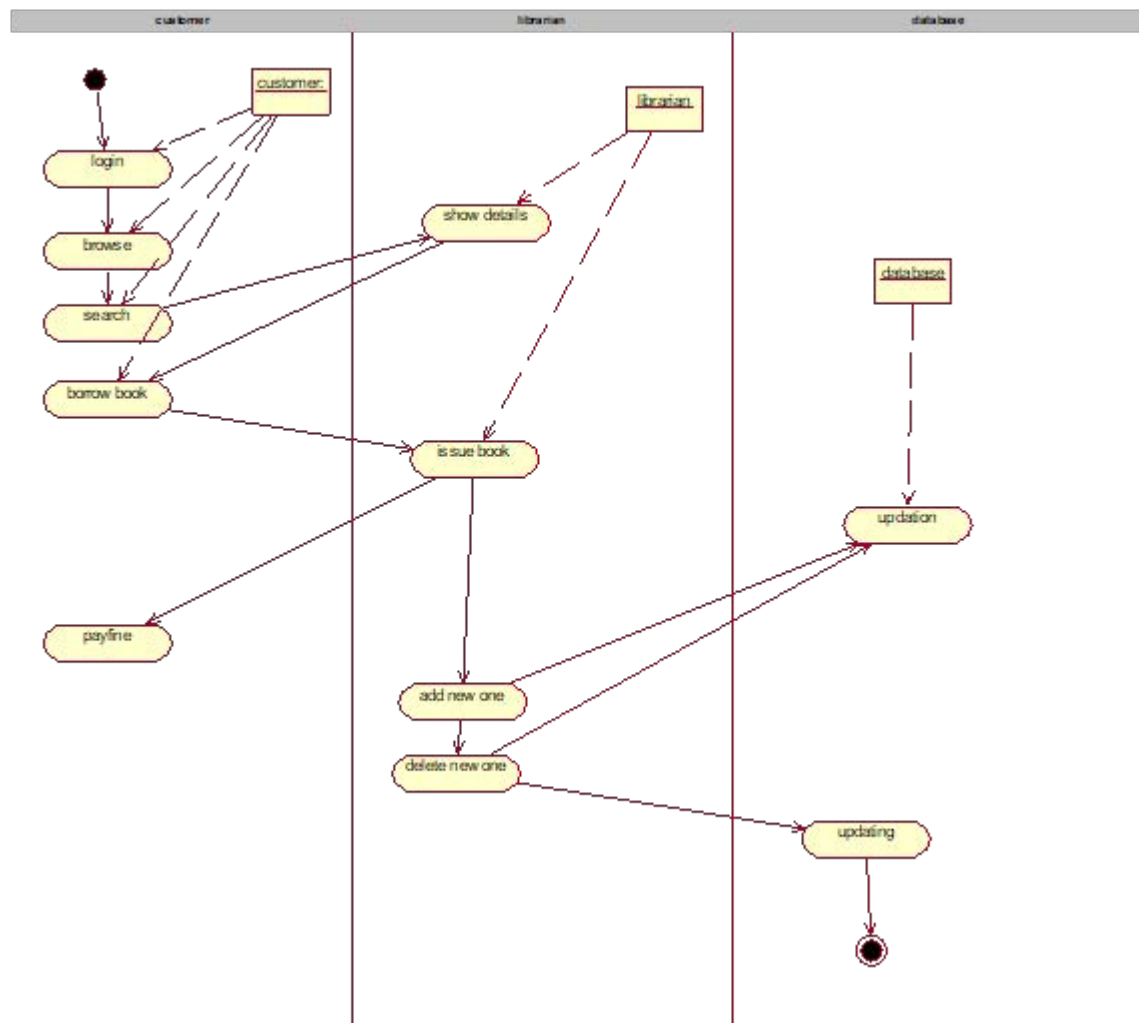 customer
librarian
database
customer:
librarian
login
show details
browse
database
search
borrow book
issue book
updation
payfine
add new one
delete new one
updating